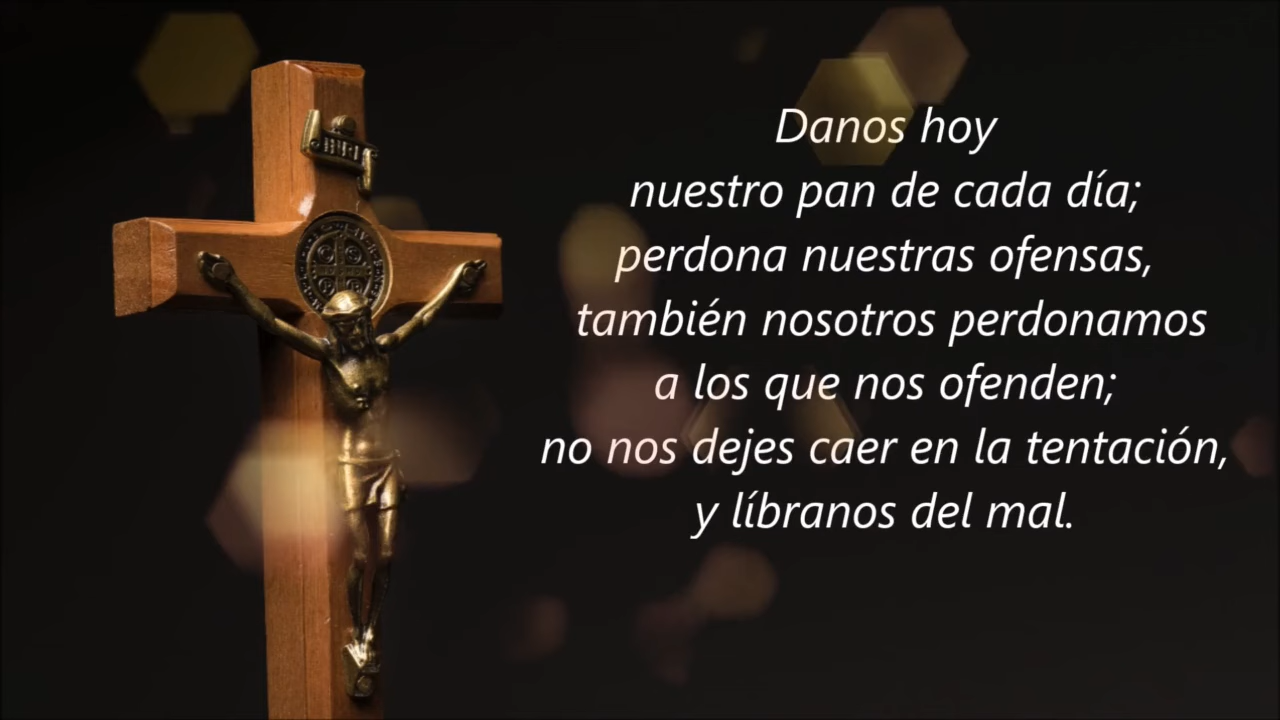 INRI
Danos hoy
nuestro pan de cada día;
perdona nuestras ofensas,
también nosotros perdonamos
a los que nos ofenden;
no nos dejes caer en la tentación,
y líbranos del mal.